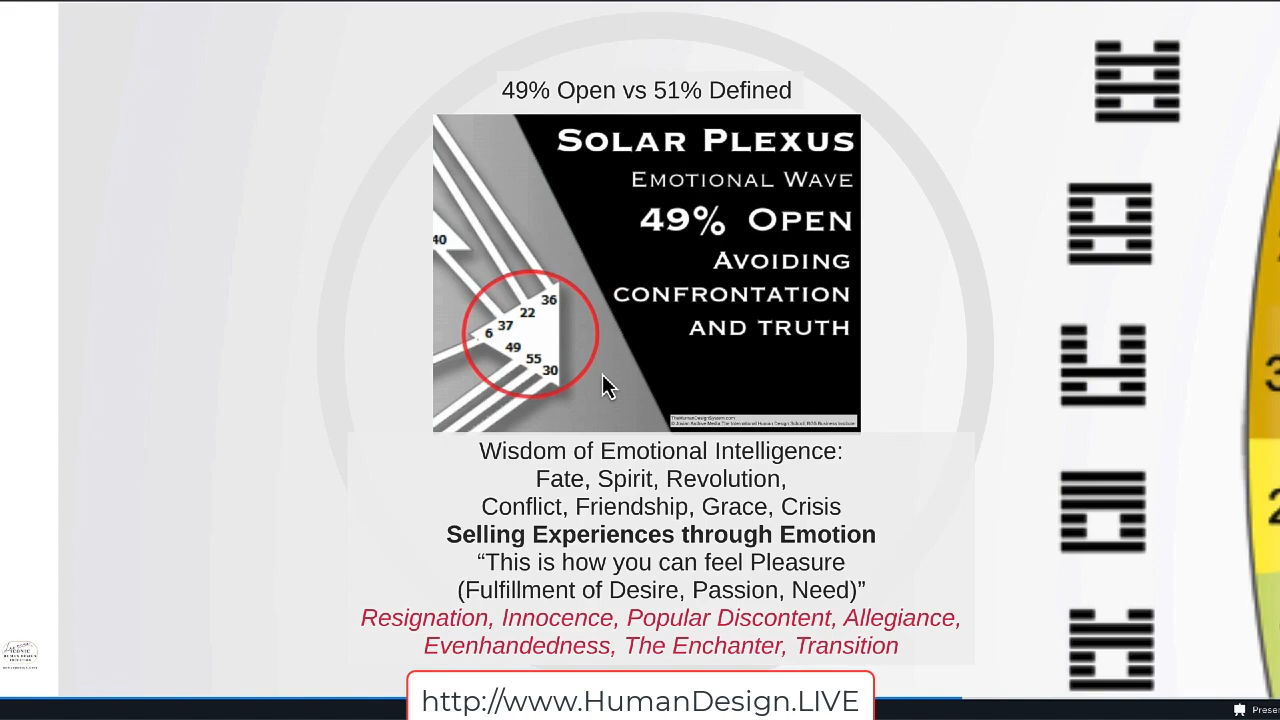 49% Open vs 51% Defined
SOLAR PLEXUS
EMOTIONAL WAVE
49% OPEN
AVOIDING
CONFRONTATION
AND TRUTH
40
36
22
37
6
49
55
30
Wisdom of Emotional Intelligence:
Fate, Spirit, Revolution,
Conflict, Friendship, Grace, Crisis
Selling Experiences through Emotion
“This is how you can feel Pleasure
(Fulfillment of Desire, Passion, Need)”
Resignation, Innocence, Popular Discontent, Allegiance,
Evenhandedness, The Enchanter, Transition
http://www.HumanDesign.LIVE
3
2